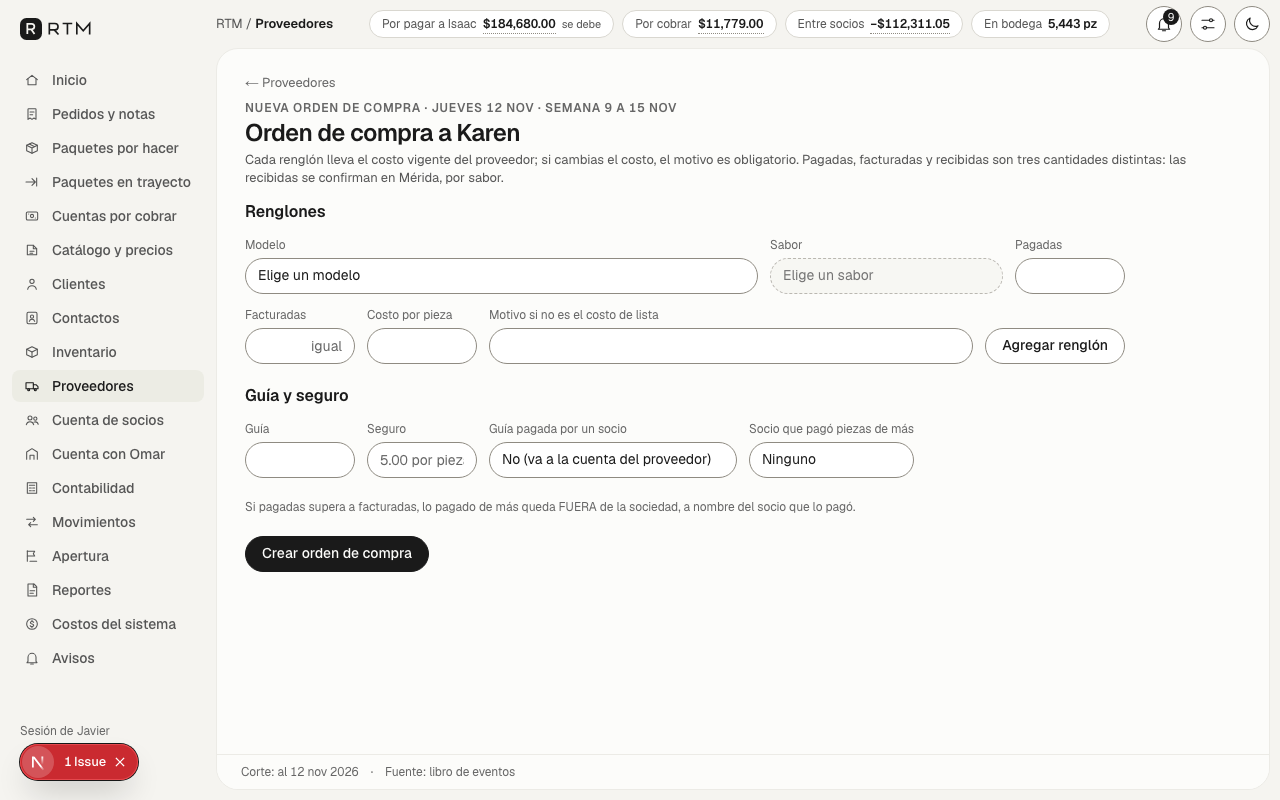 R RTM
RTM / Proveedores
Por pagar a Isaac $184,680.00 se debe
Por cobrar $11,779.00
Entre socios −$112,311.05
En bodega 5,443 pz
9
Inicio
Pedidos y notas
Paquetes por hacer
Paquetes en trayecto
Cuentas por cobrar
Catálogo y precios
Clientes
Contactos
Inventario
Proveedores
Cuenta de socios
Cuenta con Omar
Contabilidad
Movimientos
Apertura
Reportes
Costos del sistema
Avisos
Sesión de Javier
N 1 Issue
← Proveedores
NUEVA ORDEN DE COMPRA · JUEVES 12 NOV · SEMANA 9 A 15 NOV
Orden de compra a Karen
Cada renglón lleva el costo vigente del proveedor; si cambias el costo, el motivo es obligatorio. Pagadas, facturadas y recibidas son tres cantidades distintas: las
recibidas se confirman en Mérida, por sabor.
Renglones
Modelo Sabor Pagadas
Elige un modelo Elige un sabor
Facturadas Costo por pieza Motivo si no es el costo de lista
igual Agregar renglón
Guía y seguro
Guía Seguro Guía pagada por un socio Socio que pagó piezas de más
5.00 por piez No (va a la cuenta del proveedor) Ninguno
Si pagadas supera a facturadas, lo pagado de más queda FUERA de la sociedad, a nombre del socio que lo pagó.
Crear orden de compra
Corte: al 12 nov 2026 · Fuente: libro de eventos